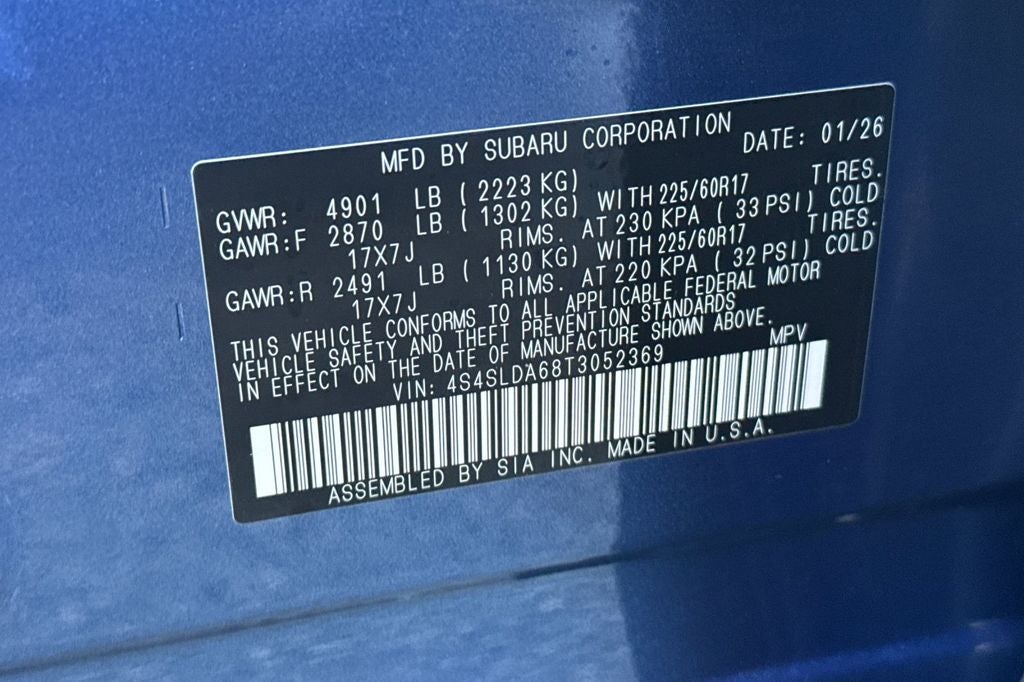 MFD BY SUBARU CORPORATION DATE: 01/26
GVWR: 4901 LB ( 2223 KG)
GAWR:F 2870 LB ( 1302 KG) WITH 225/60R17 TIRES.
17X7J RIMS. AT 230 KPA ( 33 PSI) COLD
GAWR:R 2491 LB ( 1130 KG) WITH 225/60R17 TIRES.
17X7J RIMS. AT 220 KPA ( 32 PSI) COLD
THIS VEHICLE CONFORMS TO ALL APPLICABLE FEDERAL MOTOR
VEHICLE SAFETY AND THEFT PREVENTION STANDARDS
IN EFFECT ON THE DATE OF MANUFACTURE SHOWN ABOVE.
VIN: 4S4SLDA68T3052369 MPV
ASSEMBLED BY SIA INC. MADE IN U.S.A.